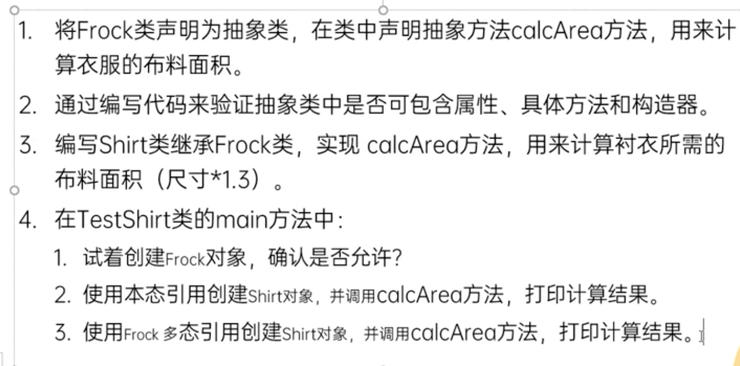 1. 将Frock类声明为抽象类，在类中声明抽象方法calcArea方法，用来计
算衣服的布料面积。
2. 通过编写代码来验证抽象类中是否可包含属性、具体方法和构造器。
3. 编写Shirt类继承Frock类，实现 calcArea方法，用来计算衬衣所需的
布料面积（尺寸*1.3）。
4. 在TestShirt类的main方法中：
1. 试着创建Frock对象，确认是否允许？
2. 使用本态引用创建Shirt对象，并调用calcArea方法，打印计算结果。
3. 使用Frock 多态引用创建Shirt对象，并调用calcArea方法，打印计算结果。